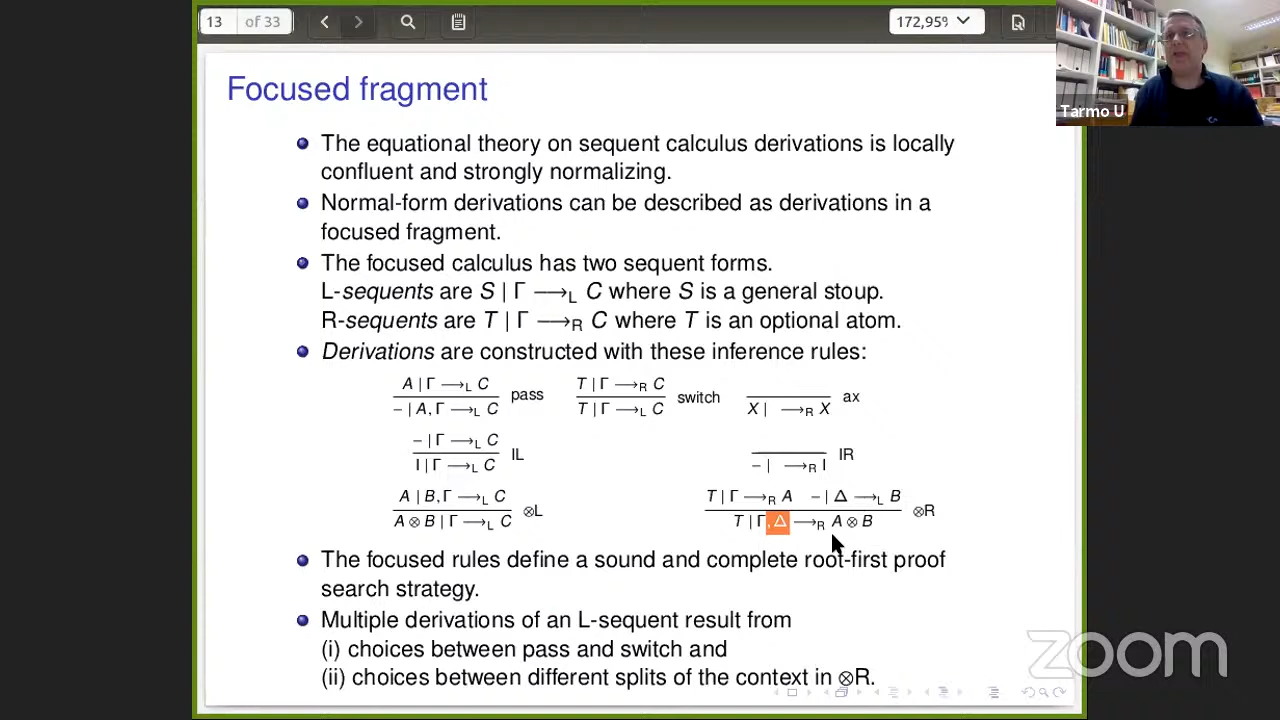 13 of 33
172,95%
Tarmo U
Focused fragment
The equational theory on sequent calculus derivations is locally
confluent and strongly normalizing.
Normal-form derivations can be described as derivations in a
focused fragment.
The focused calculus has two sequent forms.
L-sequents are S | Γ ⟶L C where S is a general stoup.
R-sequents are T | Γ ⟶R C where T is an optional atom.
Derivations are constructed with these inference rules:
A | Γ ⟶L C T | Γ ⟶R C
pass switch ax
– | A, Γ ⟶L C T | Γ ⟶L C X | ⟶R X
– | Γ ⟶L C
IL IR
I | Γ ⟶L C – | ⟶R I
A | B, Γ ⟶L C T | Γ ⟶R A – | Δ ⟶L B
⊗L ⊗R
A ⊗ B | Γ ⟶L C T | Γ, Δ ⟶R A ⊗ B
The focused rules define a sound and complete root-first proof
search strategy.
Multiple derivations of an L-sequent result from
(i) choices between pass and switch and
(ii) choices between different splits of the context in ⊗R.
zoom